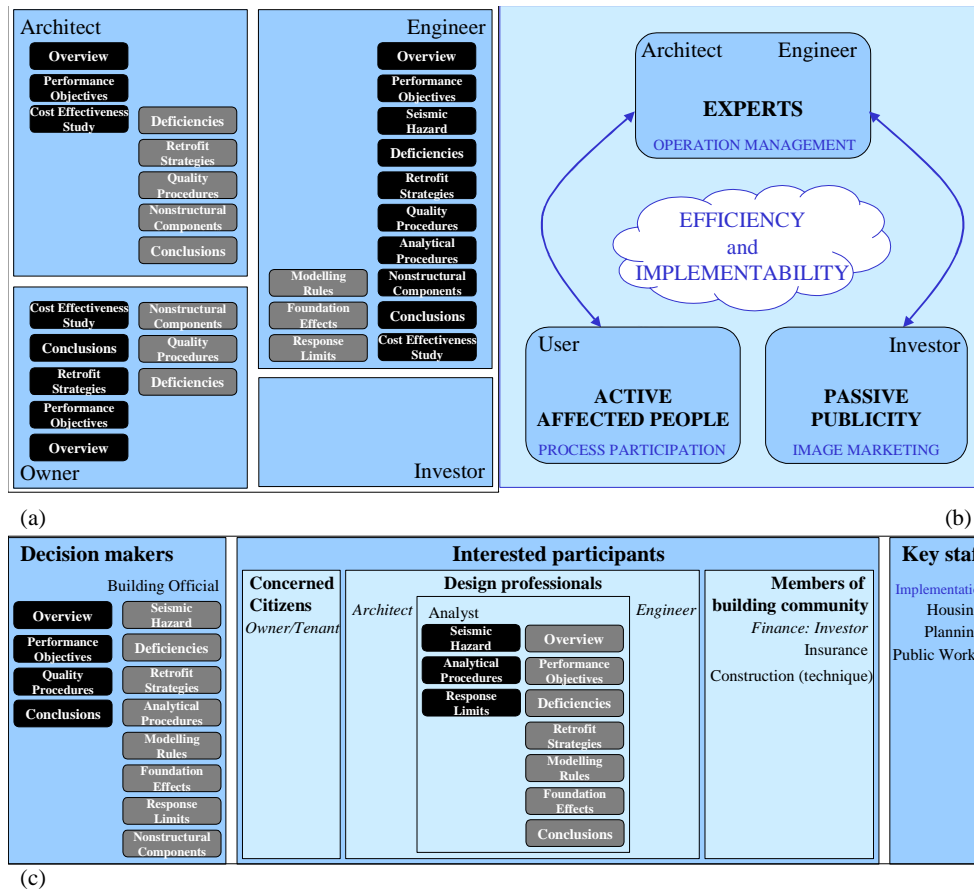 Architect
Overview
Performance
Objectives
Cost Effectiveness
Study
Deficiencies
Retrofit
Strategies
Quality
Procedures
Nonstructural
Components
Conclusions
Engineer
Overview
Performance
Objectives
Seismic
Hazard
Deficiencies
Retrofit
Strategies
Quality
Procedures
Analytical
Procedures
Nonstructural
Components
Conclusions
Cost Effectiveness
Study
Modelling
Rules
Foundation
Effects
Response
Limits
Cost Effectiveness
Study
Conclusions
Retrofit
Strategies
Performance
Objectives
Overview
Nonstructural
Components
Quality
Procedures
Deficiencies
Owner
Investor
(a)
Architect Engineer
EXPERTS
OPERATION MANAGEMENT
EFFICIENCY
and
IMPLEMENTABILITY
User
ACTIVE
AFFECTED PEOPLE
PROCESS PARTICIPATION
Investor
PASSIVE
PUBLICITY
IMAGE MARKETING
(b)
Decision makers
Building Official
Overview
Performance
Objectives
Quality
Procedures
Conclusions
Seismic
Hazard
Deficiencies
Retrofit
Strategies
Analytical
Procedures
Modelling
Rules
Foundation
Effects
Response
Limits
Nonstructural
Components
Interested participants
Concerned
Citizens
Owner/Tenant
Design professionals
Architect
Engineer
Analyst
Seismic
Hazard
Analytical
Procedures
Response
Limits
Overview
Performance
Objectives
Deficiencies
Retrofit
Strategies
Modelling
Rules
Foundation
Effects
Conclusions
Members of
building community
Finance: Investor
Insurance
Construction (technique)
Key staf
Implementatio
Housin
Plannin
Public Work
(c)